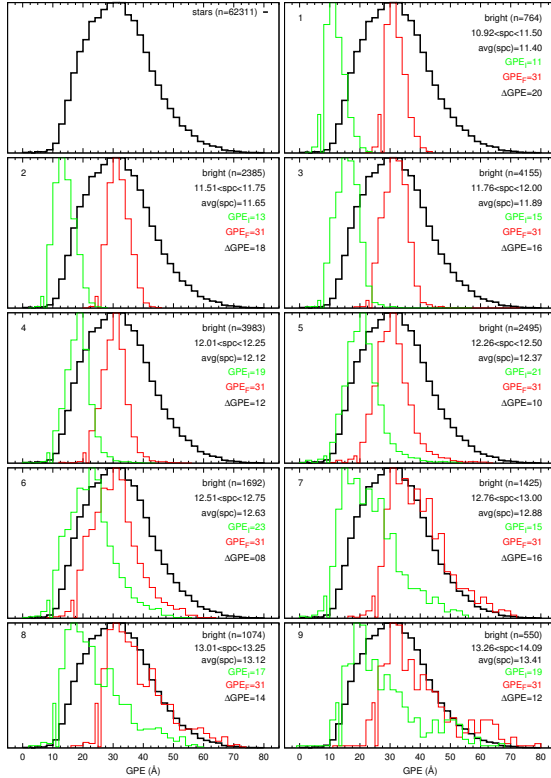 stars (n=62311)
1
bright (n=764)
10.92<spc<11.50
avg(spc)=11.40
GPE_I=11
GPE_F=31
ΔGPE=20
2
bright (n=2385)
11.51<spc<11.75
avg(spc)=11.65
GPE_I=13
GPE_F=31
ΔGPE=18
3
bright (n=4155)
11.76<spc<12.00
avg(spc)=11.89
GPE_I=15
GPE_F=31
ΔGPE=16
4
bright (n=3983)
12.01<spc<12.25
avg(spc)=12.12
GPE_I=19
GPE_F=31
ΔGPE=12
5
bright (n=2495)
12.26<spc<12.50
avg(spc)=12.37
GPE_I=21
GPE_F=31
ΔGPE=10
6
bright (n=1692)
12.51<spc<12.75
avg(spc)=12.63
GPE_I=23
GPE_F=31
ΔGPE=08
7
bright (n=1425)
12.76<spc<13.00
avg(spc)=12.88
GPE_I=15
GPE_F=31
ΔGPE=16
8
bright (n=1074)
13.01<spc<13.25
avg(spc)=13.12
GPE_I=17
GPE_F=31
ΔGPE=14
9
bright (n=550)
13.26<spc<14.09
avg(spc)=13.41
GPE_I=19
GPE_F=31
ΔGPE=12
0 10 20 30 40 50 60 70 80
GPE (Å)
0 10 20 30 40 50 60 70 80
GPE (Å)